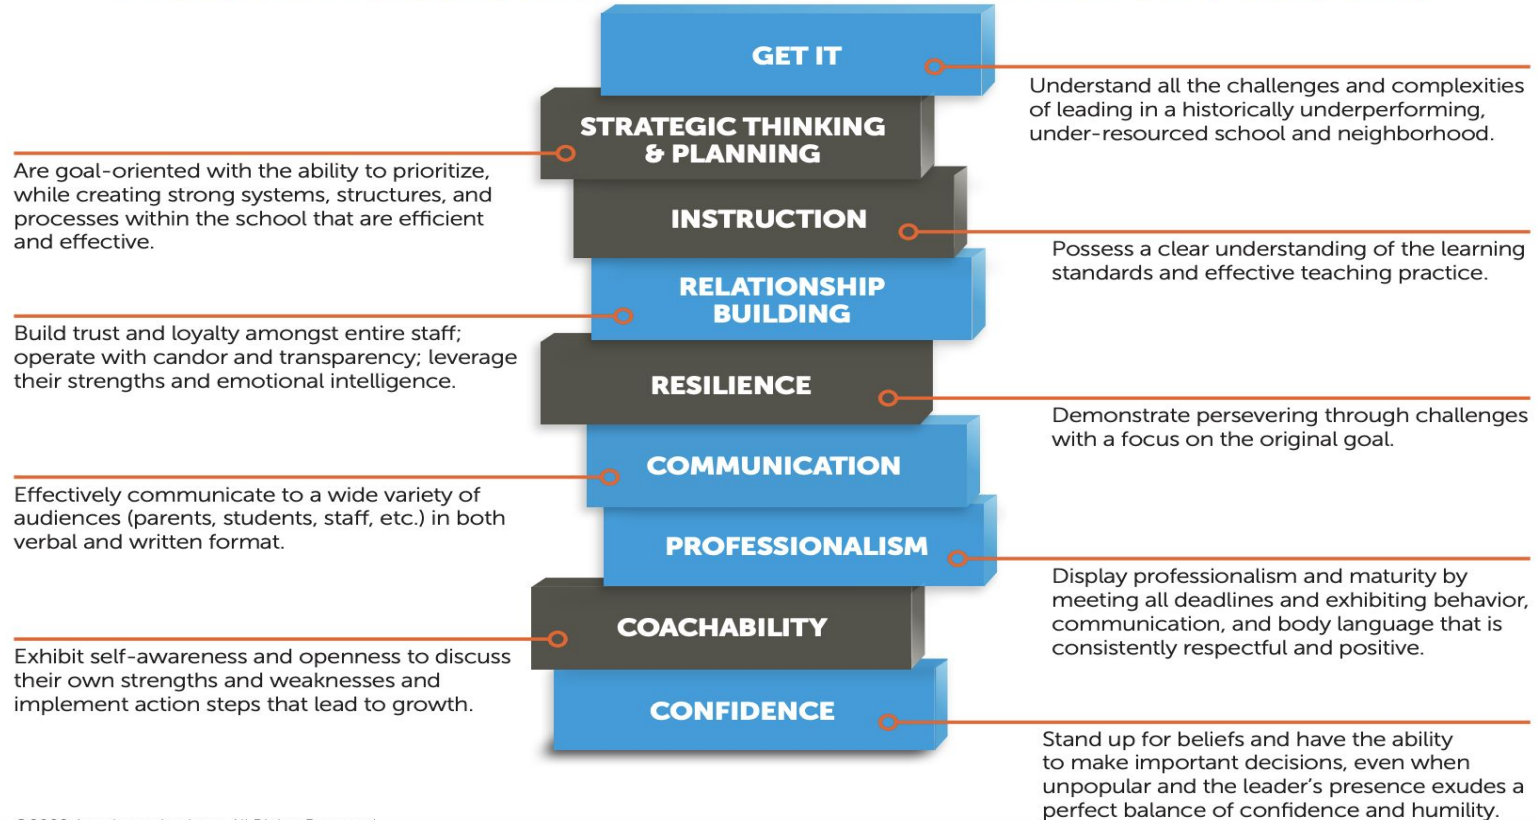 GET IT
Understand all the challenges and complexities
of leading in a historically underperforming,
under-resourced school and neighborhood.
STRATEGIC THINKING
& PLANNING
Are goal-oriented with the ability to prioritize,
while creating strong systems, structures, and
processes within the school that are efficient
and effective.
INSTRUCTION
Possess a clear understanding of the learning
standards and effective teaching practice.
RELATIONSHIP
BUILDING
Build trust and loyalty amongst entire staff;
operate with candor and transparency; leverage
their strengths and emotional intelligence.
RESILIENCE
Demonstrate persevering through challenges
with a focus on the original goal.
COMMUNICATION
Effectively communicate to a wide variety of
audiences (parents, students, staff, etc.) in both
verbal and written format.
PROFESSIONALISM
Display professionalism and maturity by
meeting all deadlines and exhibiting behavior,
communication, and body language that is
consistently respectful and positive.
COACHABILITY
Exhibit self-awareness and openness to discuss
their own strengths and weaknesses and
implement action steps that lead to growth.
CONFIDENCE
Stand up for beliefs and have the ability
to make important decisions, even when
unpopular and the leader's presence exudes a
perfect balance of confidence and humility.